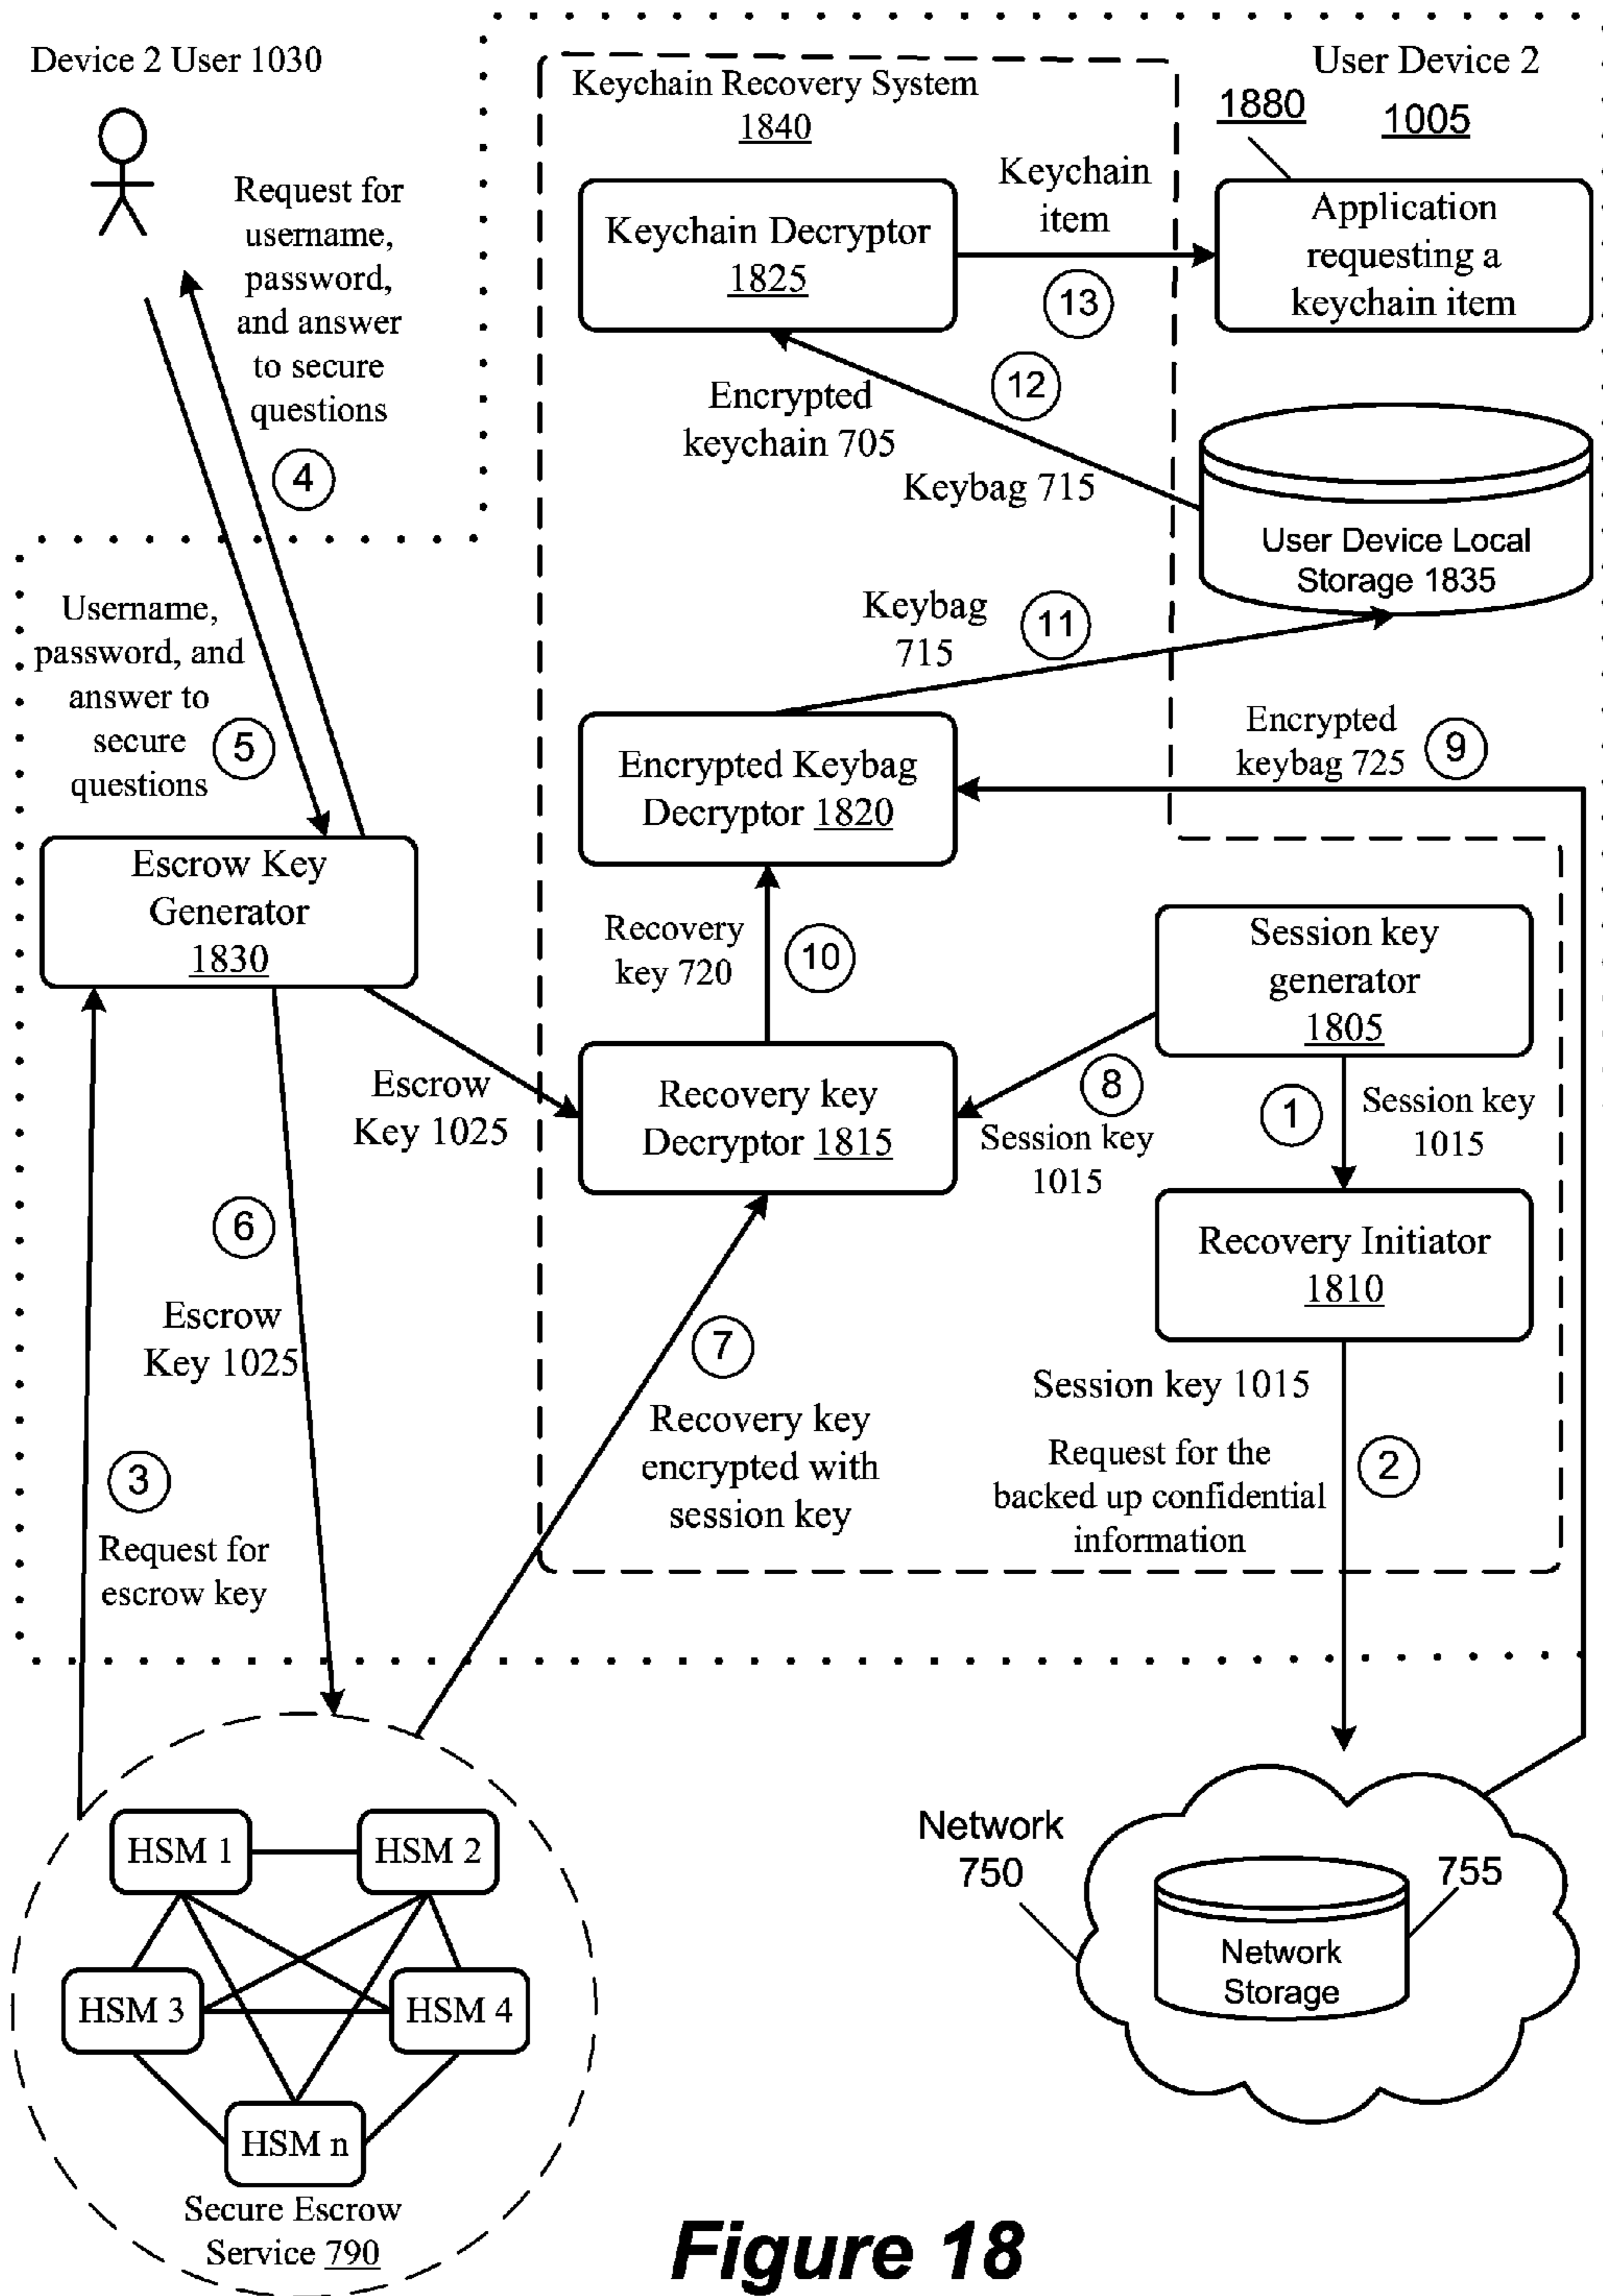 Device 2 User 1030
Keychain Recovery System
1840
User Device 2
1005
1880
Request for
username,
password,
and answer
to secure
questions
4
Keychain Decryptor
1825
Keychain
item
13
Application
requesting a
keychain item
12
Encrypted
keychain 705
Keybag 715
User Device Local
Storage 1835
Username,
password, and
answer to
secure
questions
5
Keybag
715
11
Encrypted
keybag 725
9
Encrypted Keybag
Decryptor 1820
Escrow Key
Generator
1830
Recovery
key 720
10
Session key
generator
1805
Escrow
Key 1025
Recovery key
Decryptor 1815
8
Session key
1015
1
Session key
1015
6
Escrow
Key 1025
Recovery Initiator
1810
7
Recovery key
encrypted with
session key
Session key 1015
Request for the
backed up confidential
information
2
3
Request for
escrow key
HSM 1
HSM 2
HSM 3
HSM 4
HSM n
Secure Escrow
Service 790
Network
750
755
Network
Storage
Figure 18